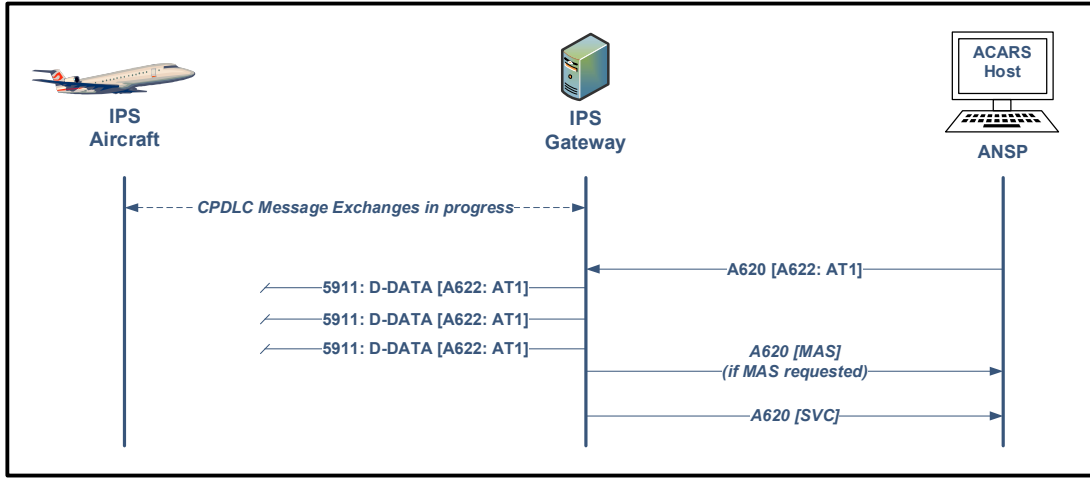 ACARS
Host
IPS
Aircraft
IPS
Gateway
ANSP
CPDLC Message Exchanges in progress
A620 [A622: AT1]
5911: D-DATA [A622: AT1]
5911: D-DATA [A622: AT1]
5911: D-DATA [A622: AT1]
A620 [MAS]
(if MAS requested)
A620 [SVC]